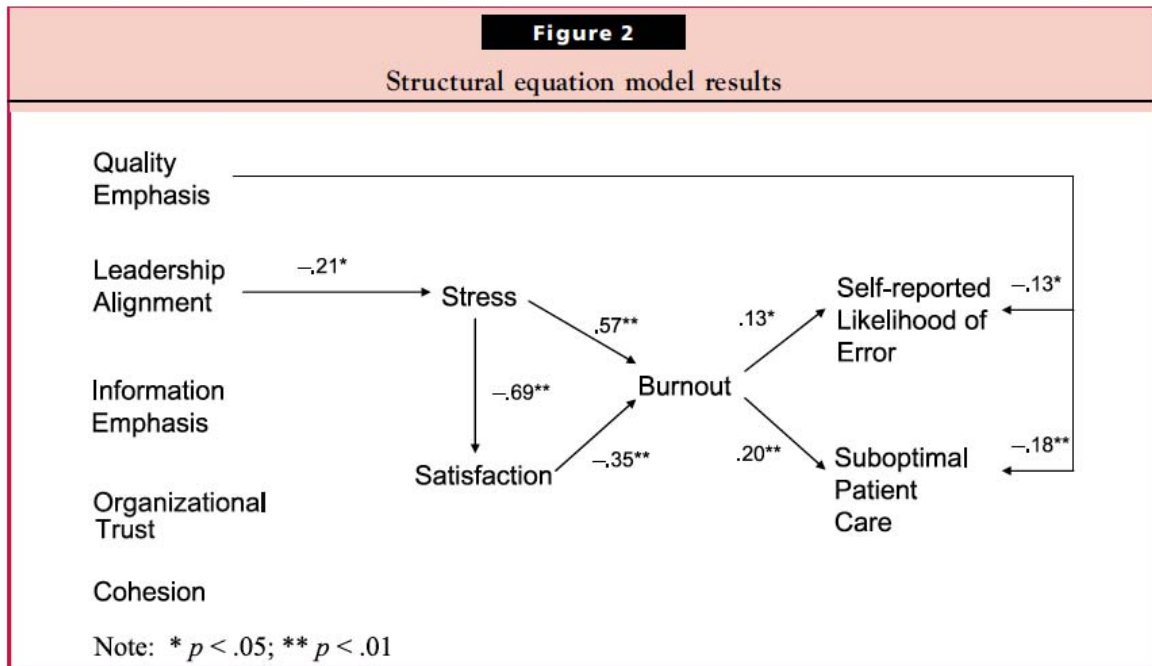 Figure 2
Structural equation model results
Quality
Emphasis
Leadership
Alignment
–.21*
Stress
.57**
.13*
Self-reported
Likelihood of
Error
–.13*
Information
Emphasis
–.69**
Burnout
Satisfaction
–.35**
.20**
Suboptimal
Patient
Care
–.18**
Organizational
Trust
Cohesion
Note: * p < .05; ** p < .01